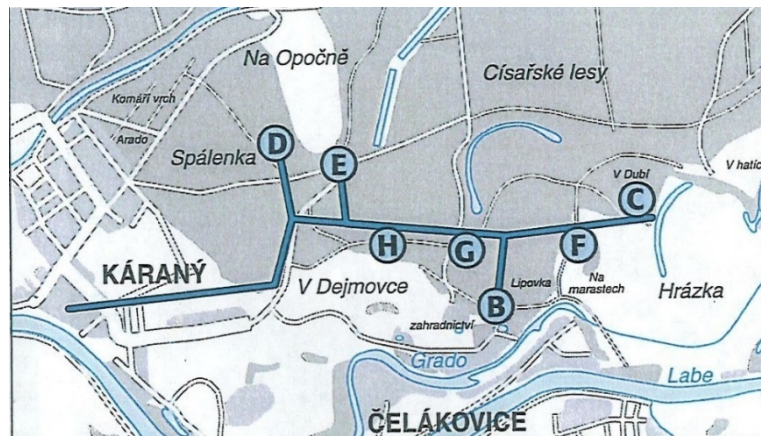 Na Opočně
Císařské lesy
Komáří vrch
Arado
Spálenka
D
E
V Dubí
V hatíc
C
H
G
F
KÁRANÝ
V Dejmovce
Lipovka
Na
marastech
Hrázka
B
zahradnictví
Grado
Labe
ČELÁKOVICE